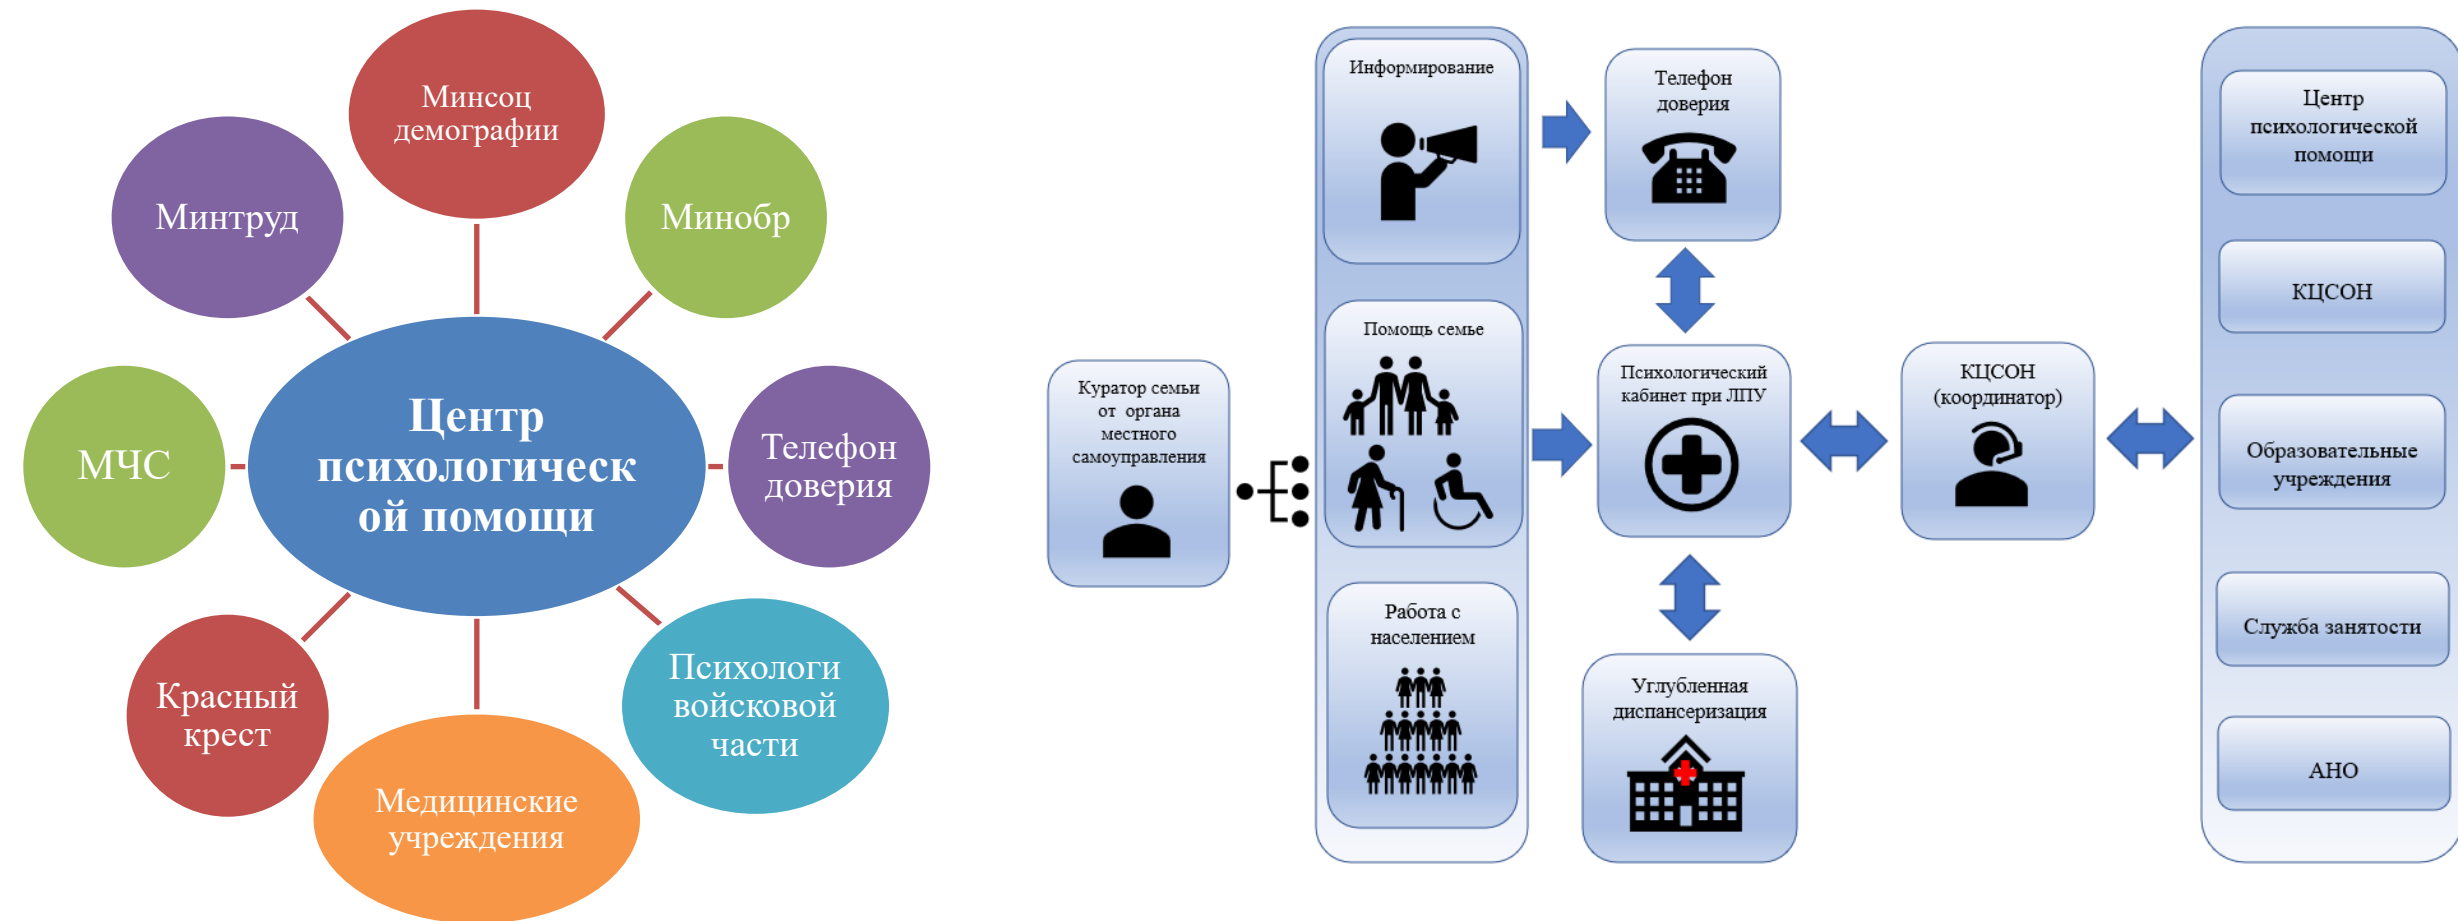 Минсоц
демографии
Минтруд
Минобр
МЧС
Центр
психологическ
ой помощи
Телефон
доверия
Красный
крест
Психологи
войсковой
части
Медицинские
учреждения
Куратор семьи
от органа
местного
самоуправления
Информирование
Помощь семье
Работа с
населением
Телефон
доверия
Психологический
кабинет при ЛПУ
Углубленная
диспансеризация
КЦСОН
(координатор)
Центр
психологической
помощи
КЦСОН
Образовательные
учреждения
Служба занятости
АНО